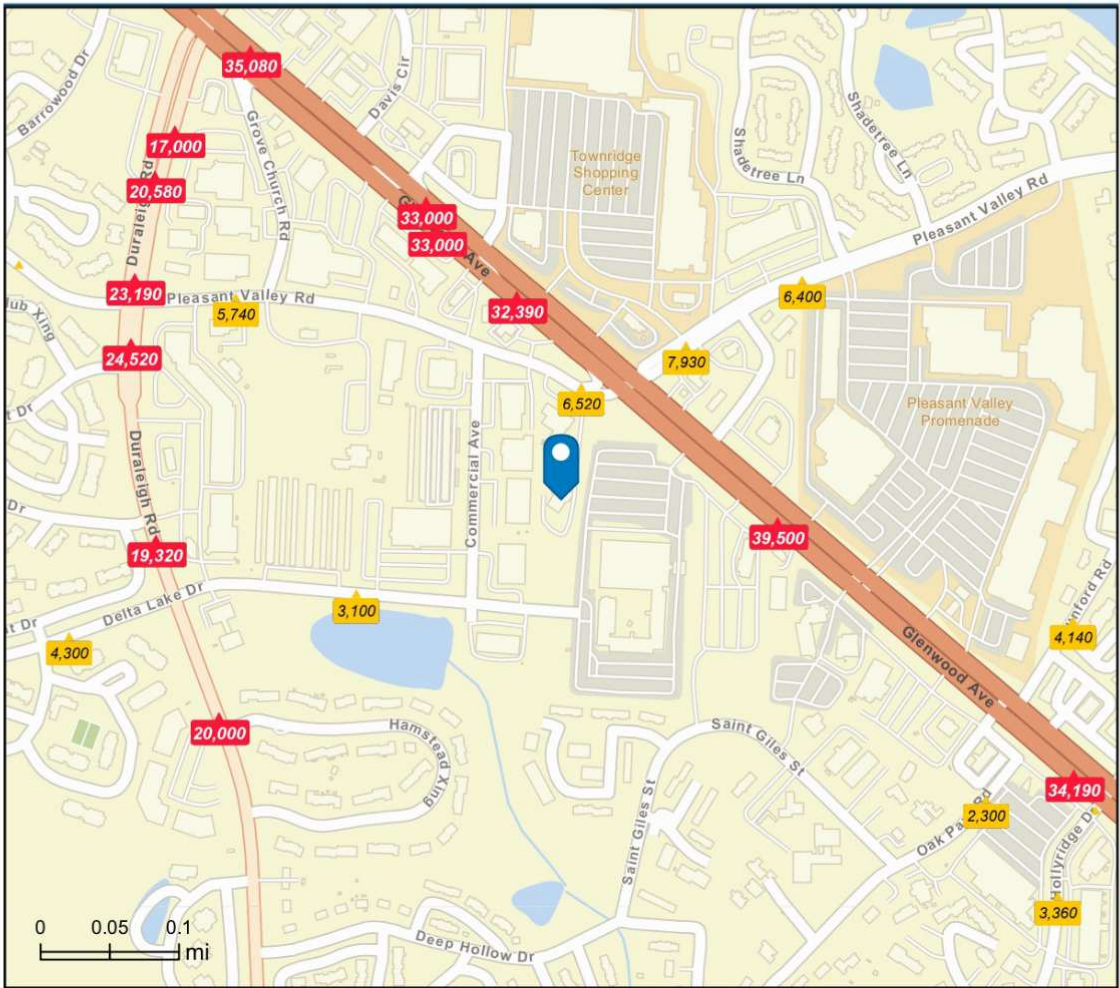 35,080
Barrowood Dr
Davis Cir
17,000
Grove Church Rd
Shadetree Ln
Shadetree Ln
Townridge
Shopping
Center
20,580
Duraleigh Rd
33,000
33,000
Ave
Pleasant Valley Rd
23,190
Pleasant Valley Rd
5,740
32,390
6,400
Xing
24,520
7,930
6,520
Dr
Pleasant Valley
Promenade
Commercial Ave
Duraleigh Rd
Dr
39,500
19,320
Delta Lake Dr
3,100
Dr
4,300
4,140
Rd
Glenwood Ave
20,000
Hamstead Xing
Saint Giles St
34,190
2,300
Oak Park Rd
Hollyridge Dr
Saint Giles St
3,360
Deep Hollow Dr
0 0.05 0.1
mi